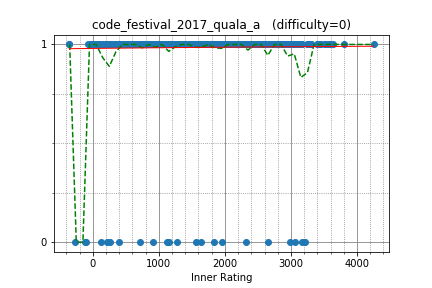 code_festival_2017_quala_a (difficulty=0)
1
0
0 1000 2000 3000 4000
Inner Rating